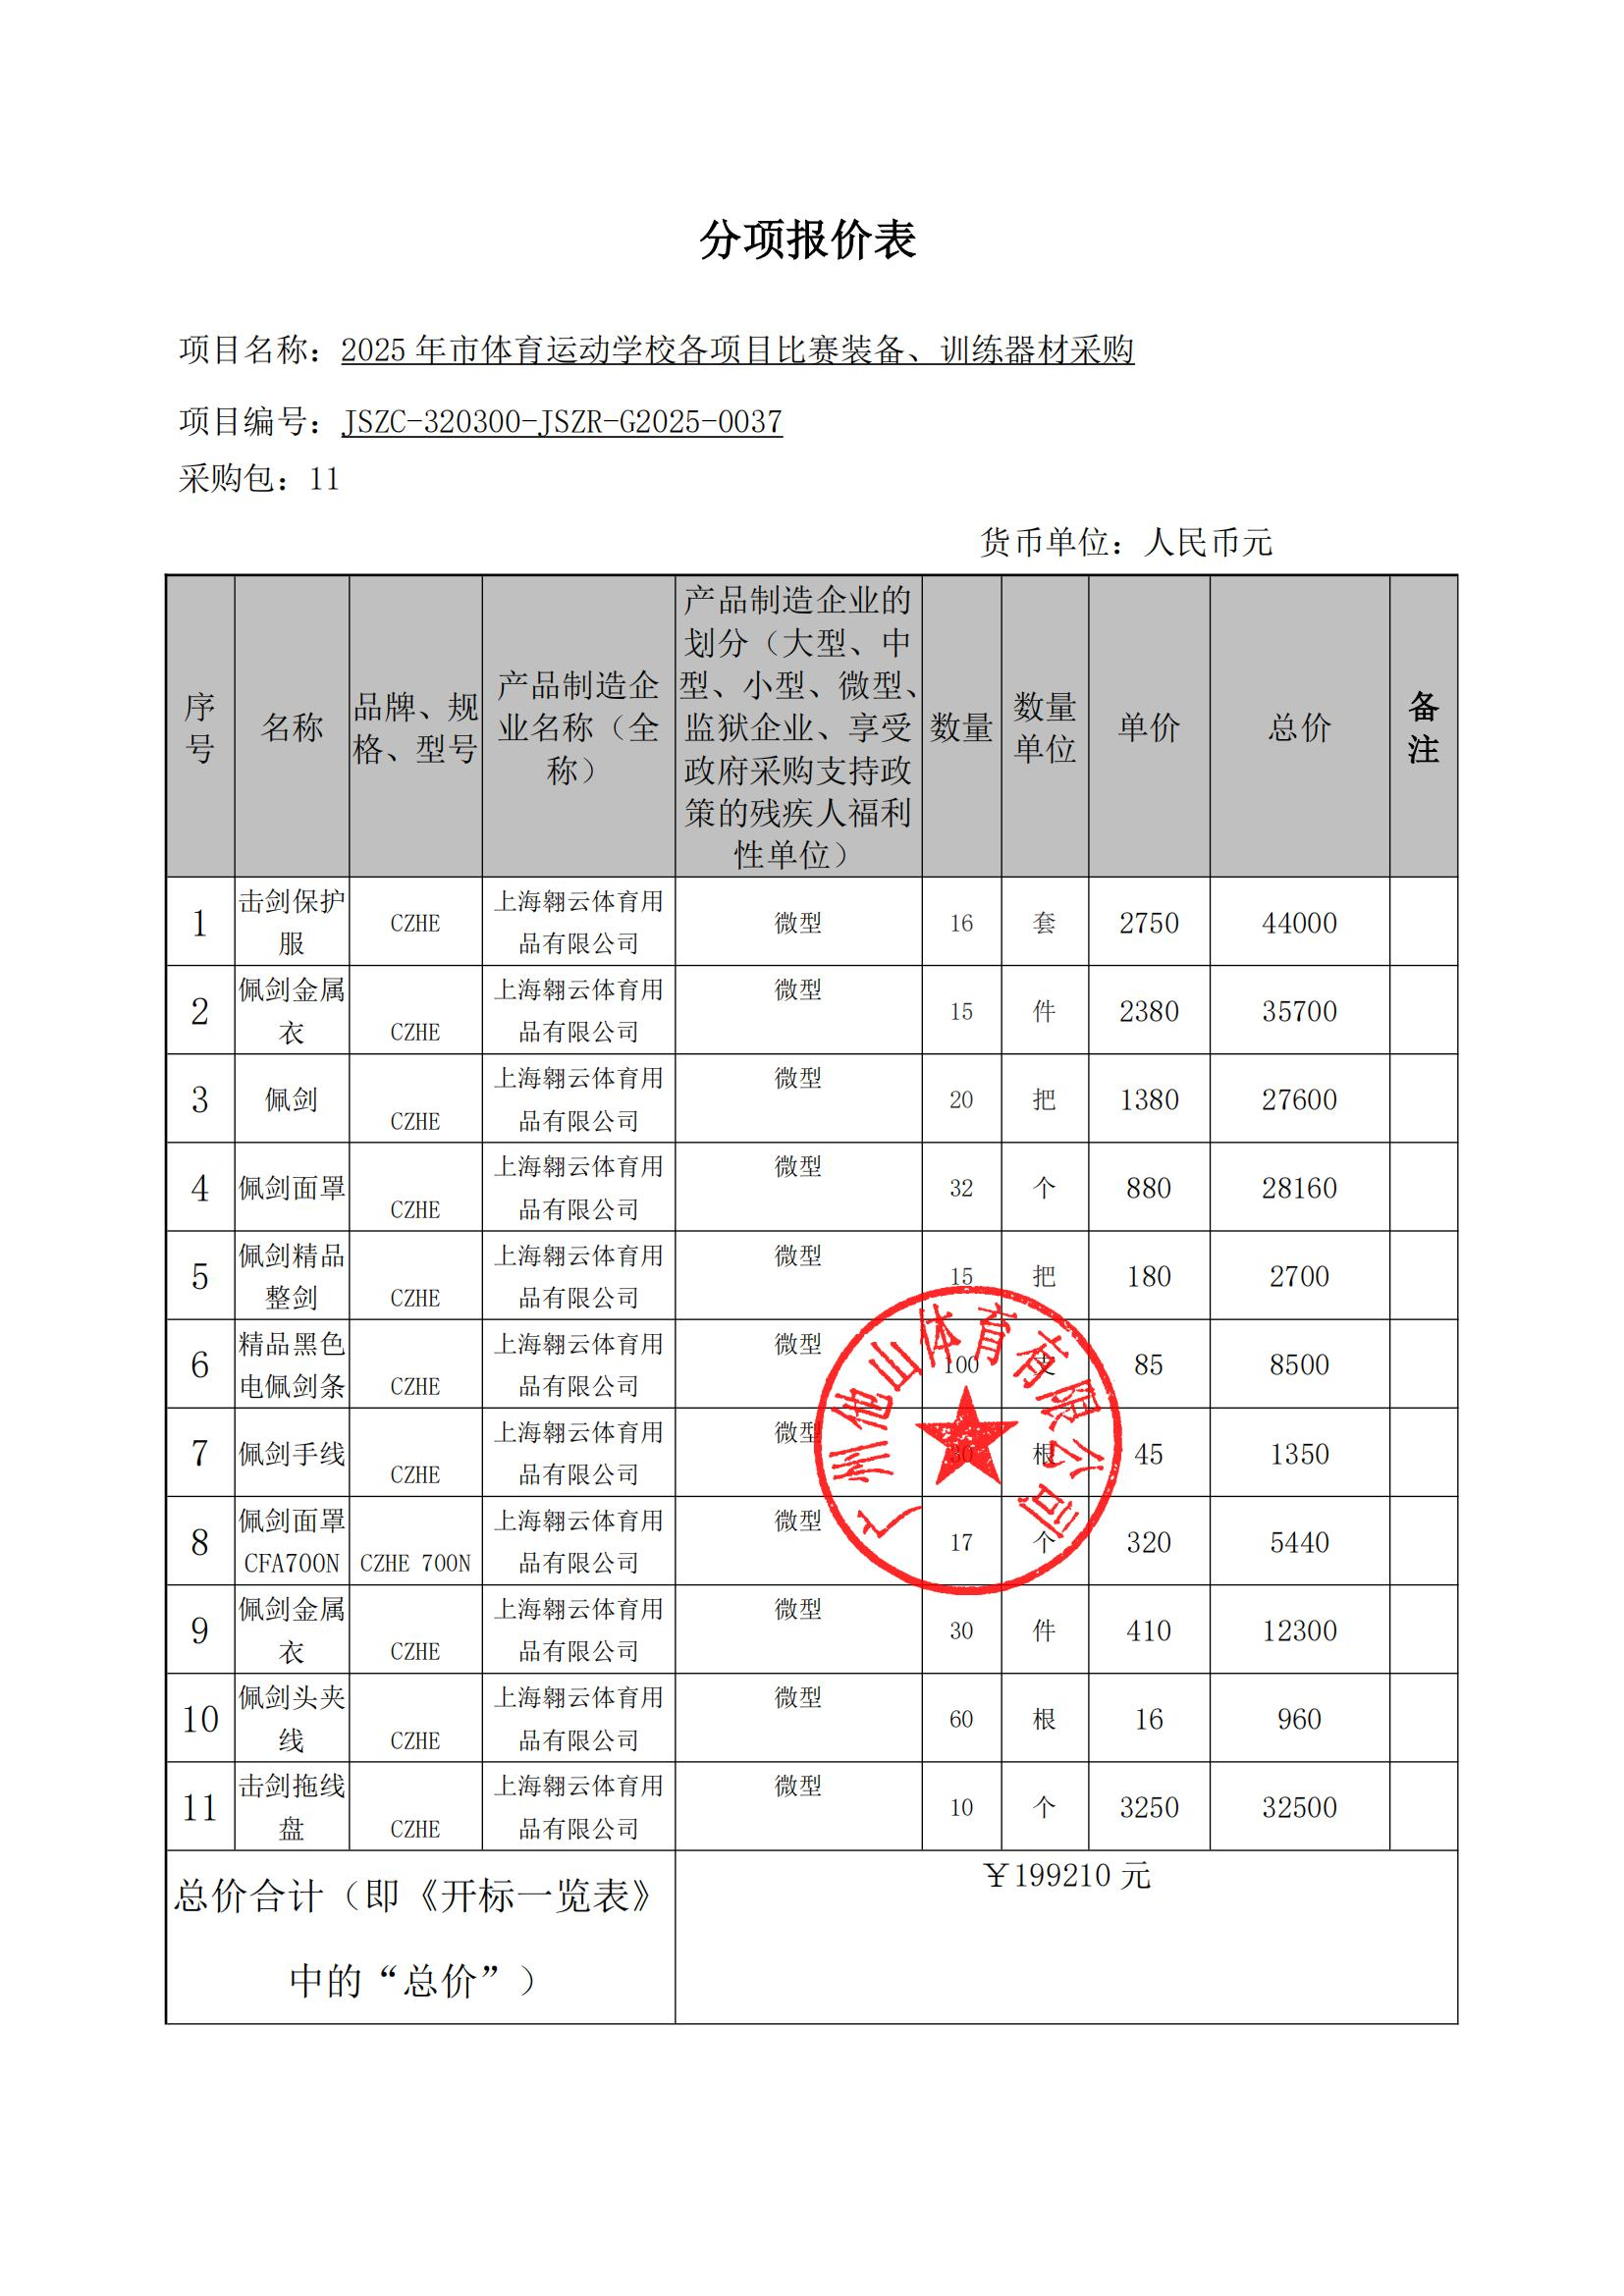 分项报价表
项目名称：2025 年市体育运动学校各项目比赛装备、训练器材采购
项目编号：JSZC-320300-JSZR-G2025-0037
采购包：11
货币单位：人民币元
序号 名称 品牌、规格、型号 产品制造企业名称（全称） 产品制造企业的划分（大型、中型、小型、微型、监狱企业、享受政府采购支持政策的残疾人福利性单位） 数量 数量单位 单价 总价 备注
1 击剑保护服 CZHE 上海翱云体育用品有限公司 微型 16 套 2750 44000
2 佩剑金属衣 CZHE 上海翱云体育用品有限公司 微型 15 件 2380 35700
3 佩剑 CZHE 上海翱云体育用品有限公司 微型 20 把 1380 27600
4 佩剑面罩 CZHE 上海翱云体育用品有限公司 微型 32 个 880 28160
5 佩剑精品整剑 CZHE 上海翱云体育用品有限公司 微型 15 把 180 2700
6 精品黑色电佩剑条 CZHE 上海翱云体育用品有限公司 微型 100 支 85 8500
7 佩剑手线 CZHE 上海翱云体育用品有限公司 微型 30 根 45 1350
8 佩剑面罩CFA700N CZHE 700N 上海翱云体育用品有限公司 微型 17 个 320 5440
9 佩剑金属衣 CZHE 上海翱云体育用品有限公司 微型 30 件 410 12300
10 佩剑头夹线 CZHE 上海翱云体育用品有限公司 微型 60 根 16 960
11 击剑拖线盘 CZHE 上海翱云体育用品有限公司 微型 10 个 3250 32500
总价合计（即《开标一览表》中的“总价”） ￥199210 元
广州他山体育有限公司